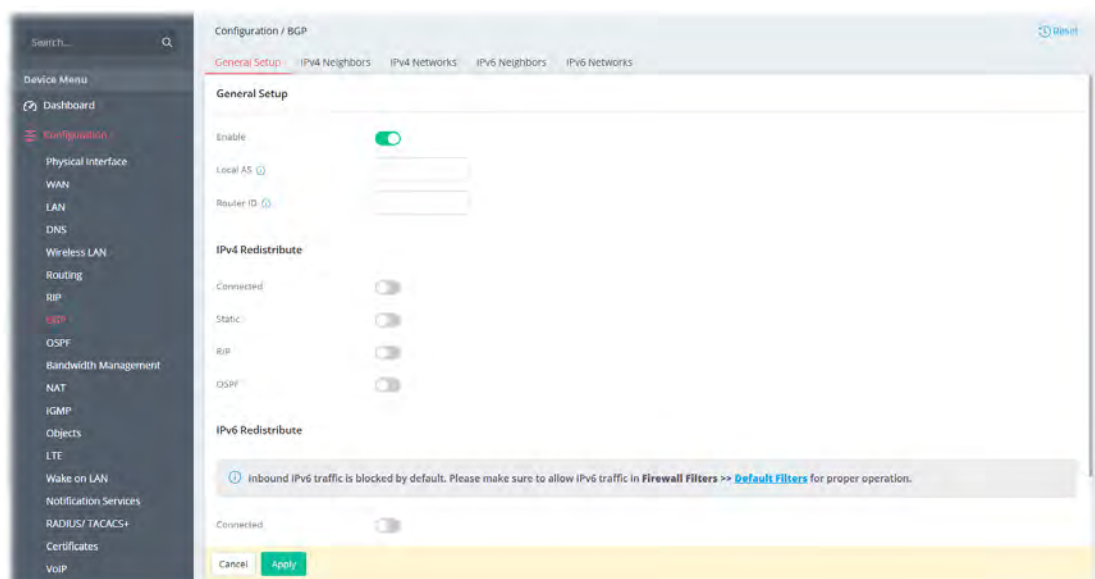 Search...
Device Menu
Dashboard
Configuration
Physical Interface
WAN
LAN
DNS
Wireless LAN
Routing
RIP
BGP
OSPF
Bandwidth Management
NAT
IGMP
Objects
LTE
Wake on LAN
Notification Services
RADIUS/ TACACS+
Certificates
VoIP
Configuration / BGP
Reset
General Setup IPv4 Neighbors IPv4 Networks IPv6 Neighbors IPv6 Networks
General Setup
Enable
Local AS
Router ID
IPv4 Redistribute
Connected
Static
RIP
OSPF
IPv6 Redistribute
Inbound IPv6 traffic is blocked by default. Please make sure to allow IPv6 traffic in Firewall Filters >> Default Filters for proper operation.
Connected
Cancel Apply